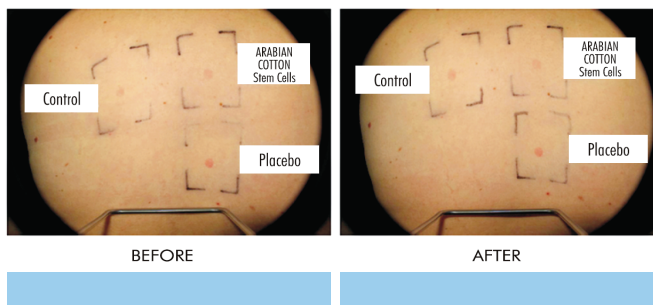 ARABIAN
COTTON
Stem Cells
Control
Placebo
BEFORE
ARABIAN
COTTON
Stem Cells
Control
Placebo
AFTER